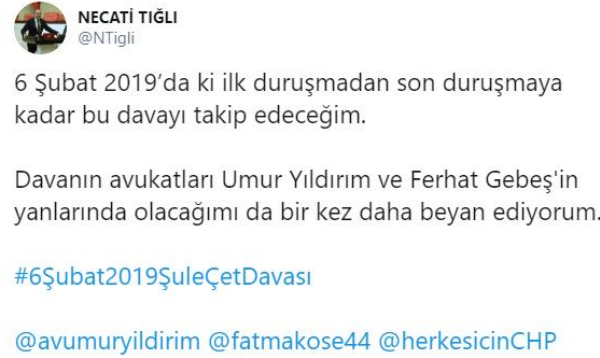 NECATİ TIĞLI
@NTigli
6 Şubat 2019’da ki ilk duruşmadan son duruşmaya
kadar bu davayı takip edeceğim.
Davanın avukatları Umur Yıldırım ve Ferhat Gebeş'in
yanlarında olacağımı da bir kez daha beyan ediyorum.
#6Şubat2019ŞuleÇetDavası
@avumuryildirim @fatmakose44 @herkesicinCHP